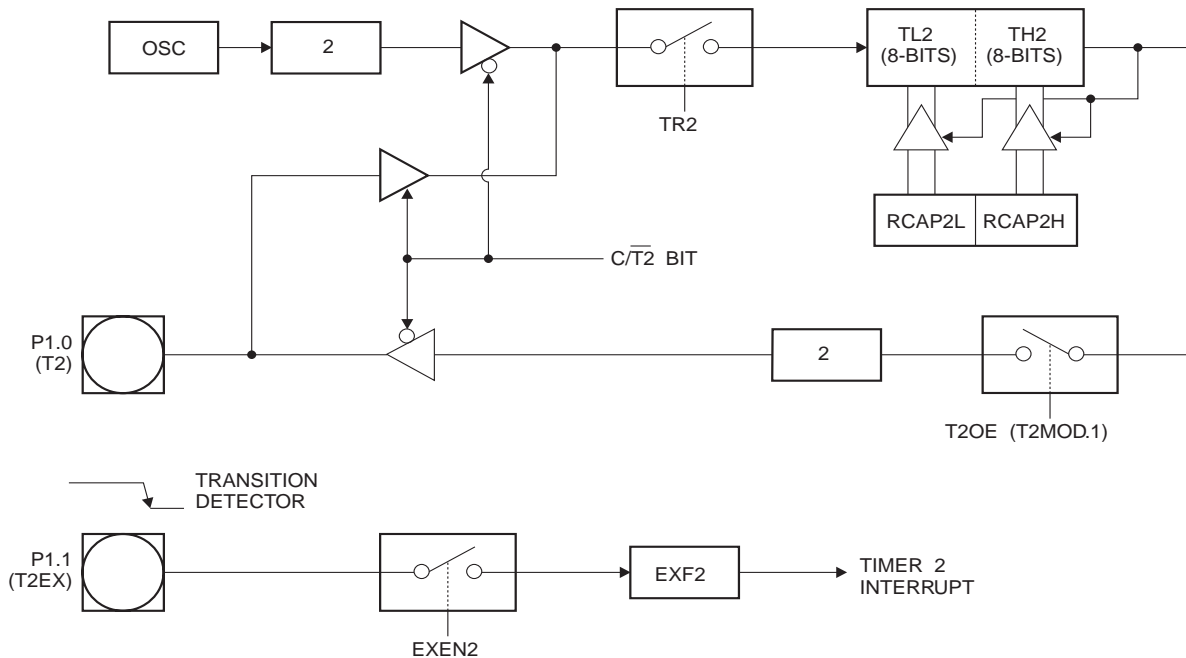 OSC
2
TR2
TL2
(8-BITS)
TH2
(8-BITS)
RCAP2L
RCAP2H
C/T̅2̅ BIT
P1.0
(T2)
2
T2OE (T2MOD.1)
TRANSITION
DETECTOR
P1.1
(T2EX)
EXEN2
EXF2
TIMER 2
INTERRUPT